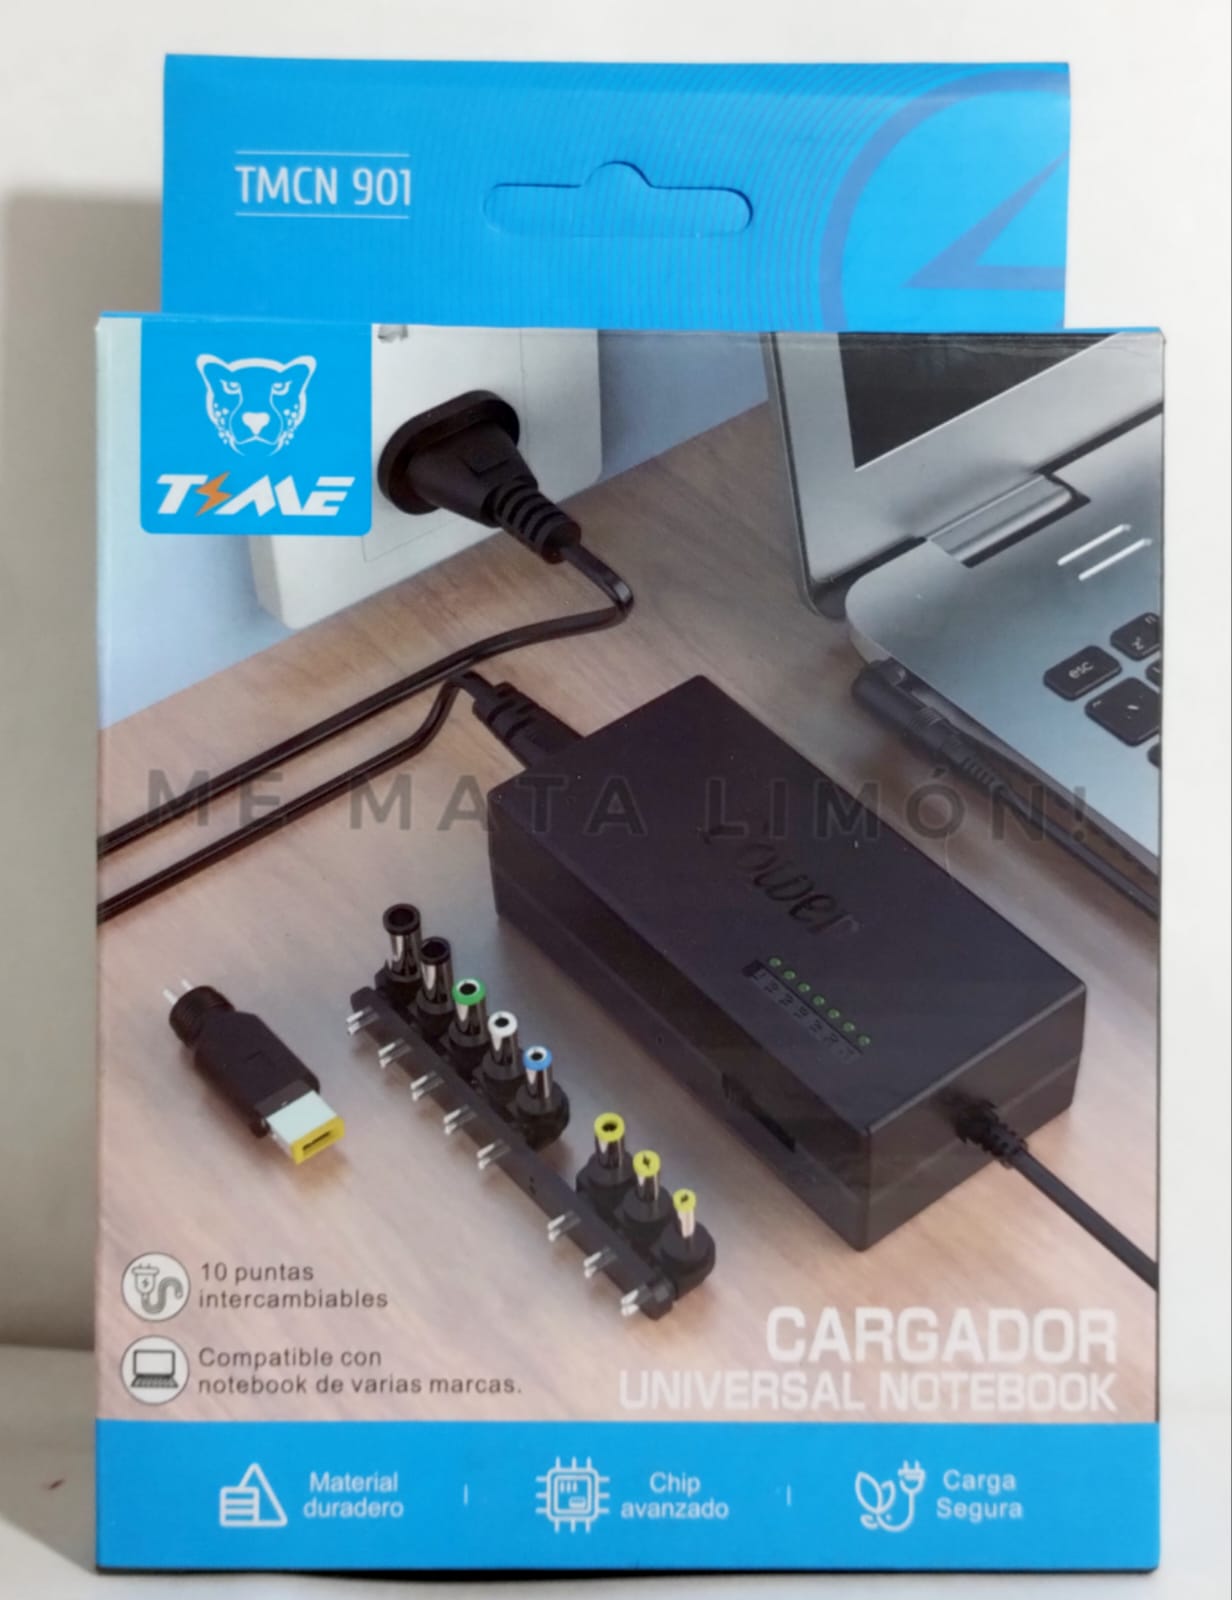 TMCN 901
TIME
esc
ME MATA LIMÓN!
Power
10 puntas
intercambiables
Compatible con
notebook de varias marcas.
CARGADOR
UNIVERSAL NOTEBOOK
Material
duradero
Chip
avanzado
Carga
Segura